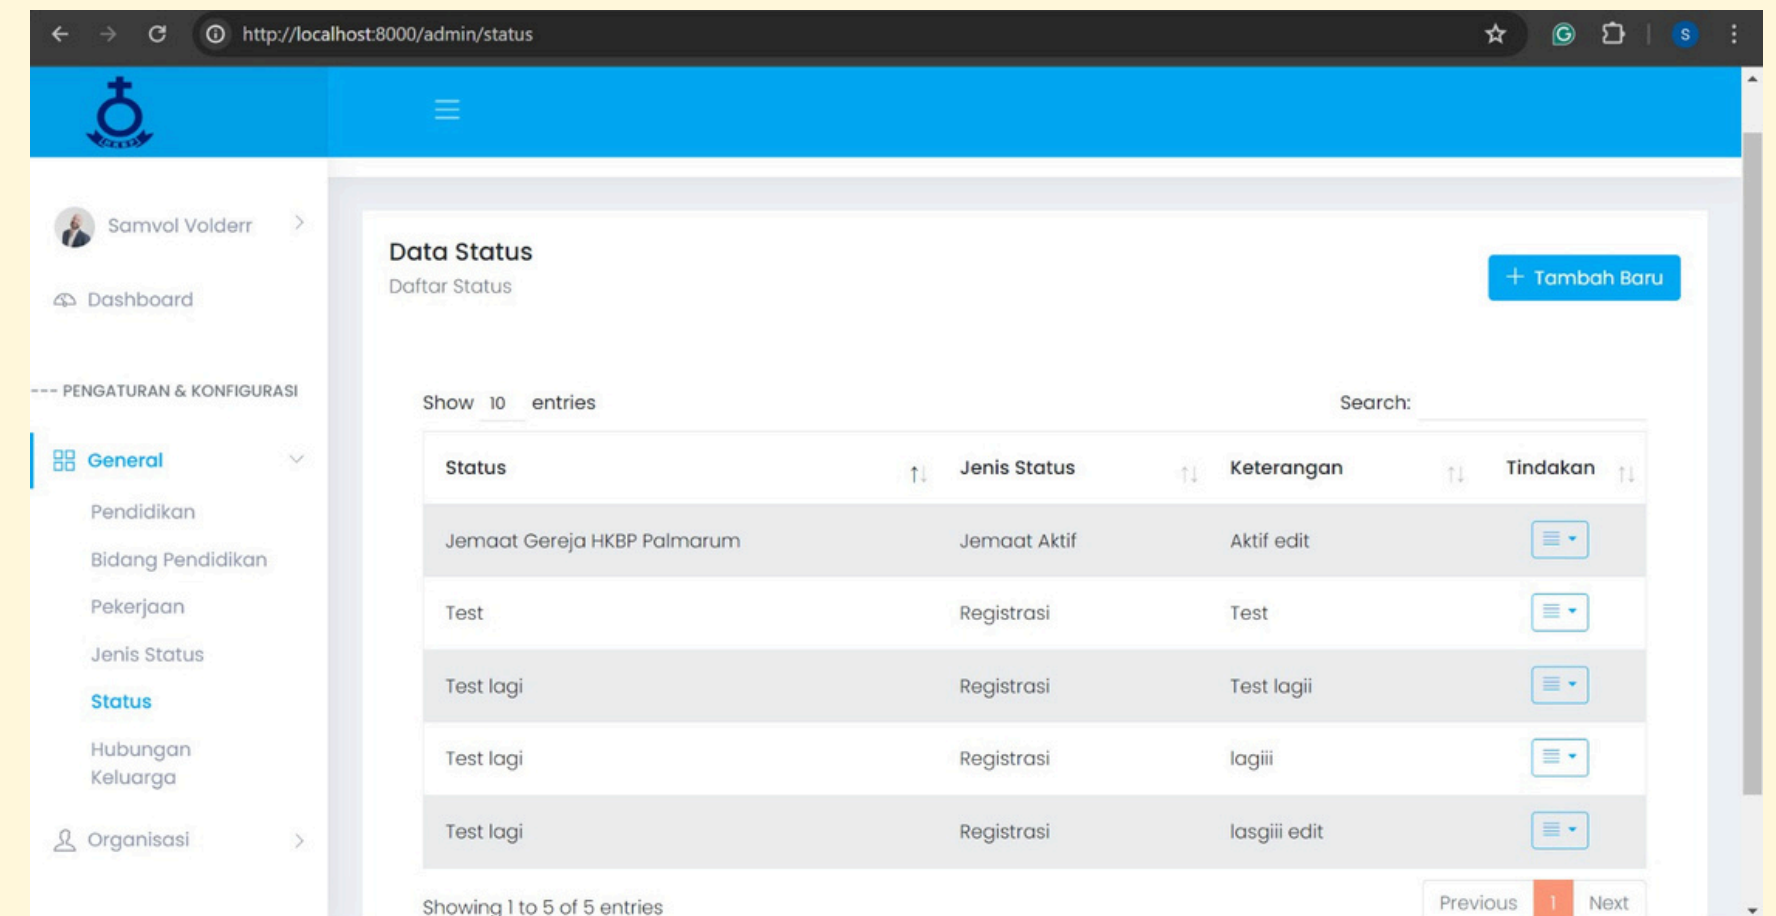 http://localhost:8000/admin/status
S
HKBP
Samvol Volderr
Dashboard
--- PENGATURAN & KONFIGURASI
General
Pendidikan
Bidang Pendidikan
Pekerjaan
Jenis Status
Status
Hubungan
Keluarga
Organisasi
Data Status
Daftar Status
+ Tambah Baru
Show 10 entries
Search:
Status Jenis Status Keterangan Tindakan
Jemaat Gereja HKBP Palmarum Jemaat Aktif Aktif edit
Test Registrasi Test
Test lagi Registrasi Test lagii
Test lagi Registrasi lagiii
Test lagi Registrasi lasgiii edit
Showing 1 to 5 of 5 entries
Previous 1 Next